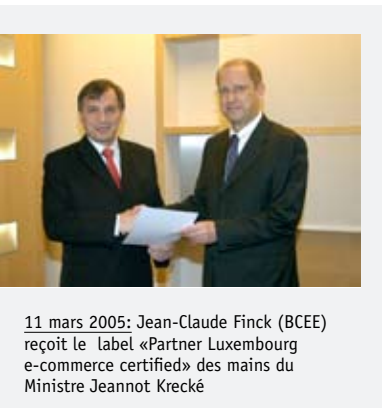 11 mars 2005: Jean-Claude Finck (BCEE)
reçoit le label «Partner Luxembourg
e-commerce certified» des mains du
Ministre Jeannot Krecké